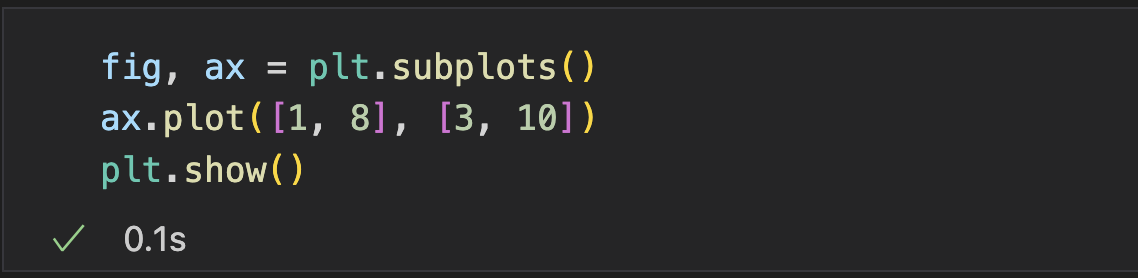 fig, ax = plt.subplots()
ax.plot([1, 8], [3, 10])
plt.show()
0.1s